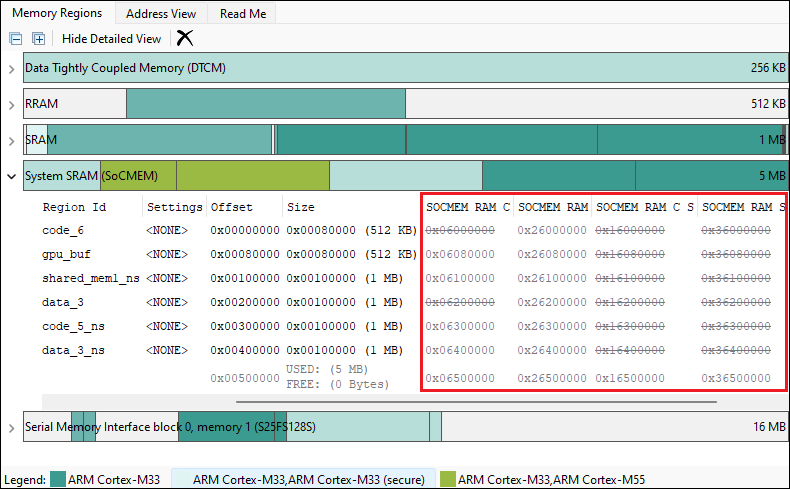 Memory Regions Address View Read Me
Hide Detailed View
Data Tightly Coupled Memory (DTCM) 256 KB
RRAM 512 KB
SRAM 1 MB
System SRAM (SoCMEM) 5 MB
Region Id Settings Offset Size SOCMEM RAM C SOCMEM RAM SOCMEM RAM C S SOCMEM RAM S
code_6 <NONE> 0x00000000 0x00080000 (512 KB) 0x06000000 0x26000000 0x16000000 0x36000000
gpu_buf <NONE> 0x00080000 0x00080000 (512 KB) 0x06080000 0x26080000 0x16080000 0x36080000
shared_mem1_ns <NONE> 0x00100000 0x00100000 (1 MB) 0x06100000 0x26100000 0x16100000 0x36100000
data_3 <NONE> 0x00200000 0x00100000 (1 MB) 0x06200000 0x26200000 0x16200000 0x36200000
code_5_ns <NONE> 0x00300000 0x00100000 (1 MB) 0x06300000 0x26300000 0x16300000 0x36300000
data_3_ns <NONE> 0x00400000 0x00100000 (1 MB) 0x06400000 0x26400000 0x16400000 0x36400000
0x00500000 USED: (5 MB) 0x06500000 0x26500000 0x16500000 0x36500000
FREE: (0 Bytes)
Serial Memory Interface block 0, memory 1 (S25FS128S) 16 MB
Legend: ARM Cortex-M33 ARM Cortex-M33,ARM Cortex-M33 (secure) ARM Cortex-M33,ARM Cortex-M55